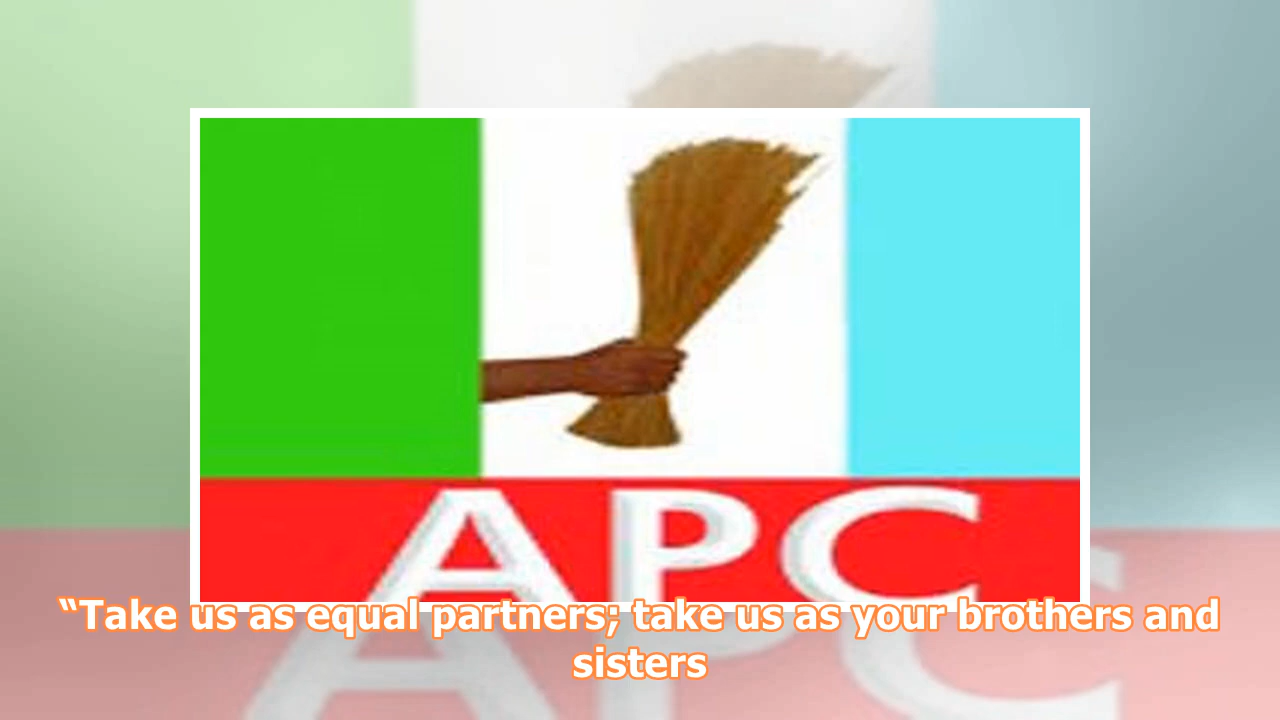 APC
“Take us as equal partners; take us as your brothers and
sisters